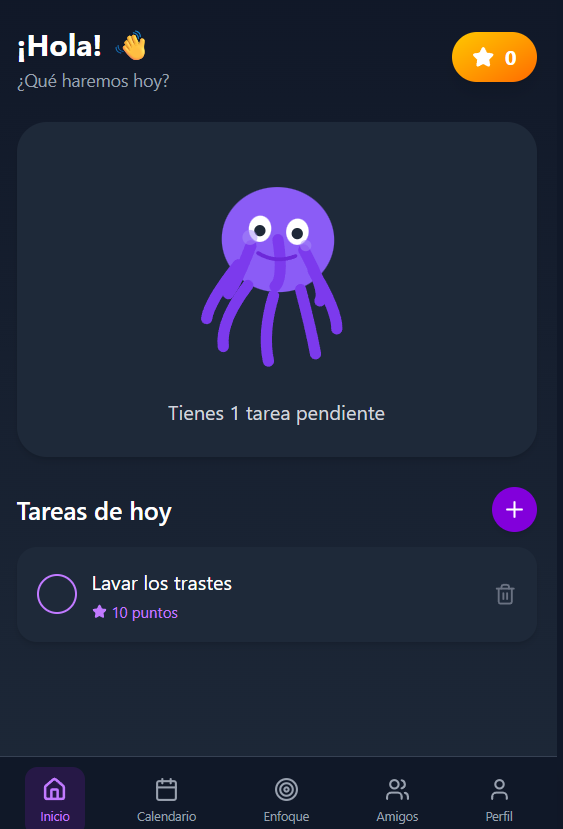 ¡Hola! 👋
¿Qué haremos hoy?
0
Tienes 1 tarea pendiente
Tareas de hoy
Lavar los trastes
10 puntos
Inicio
Calendario
Enfoque
Amigos
Perfil